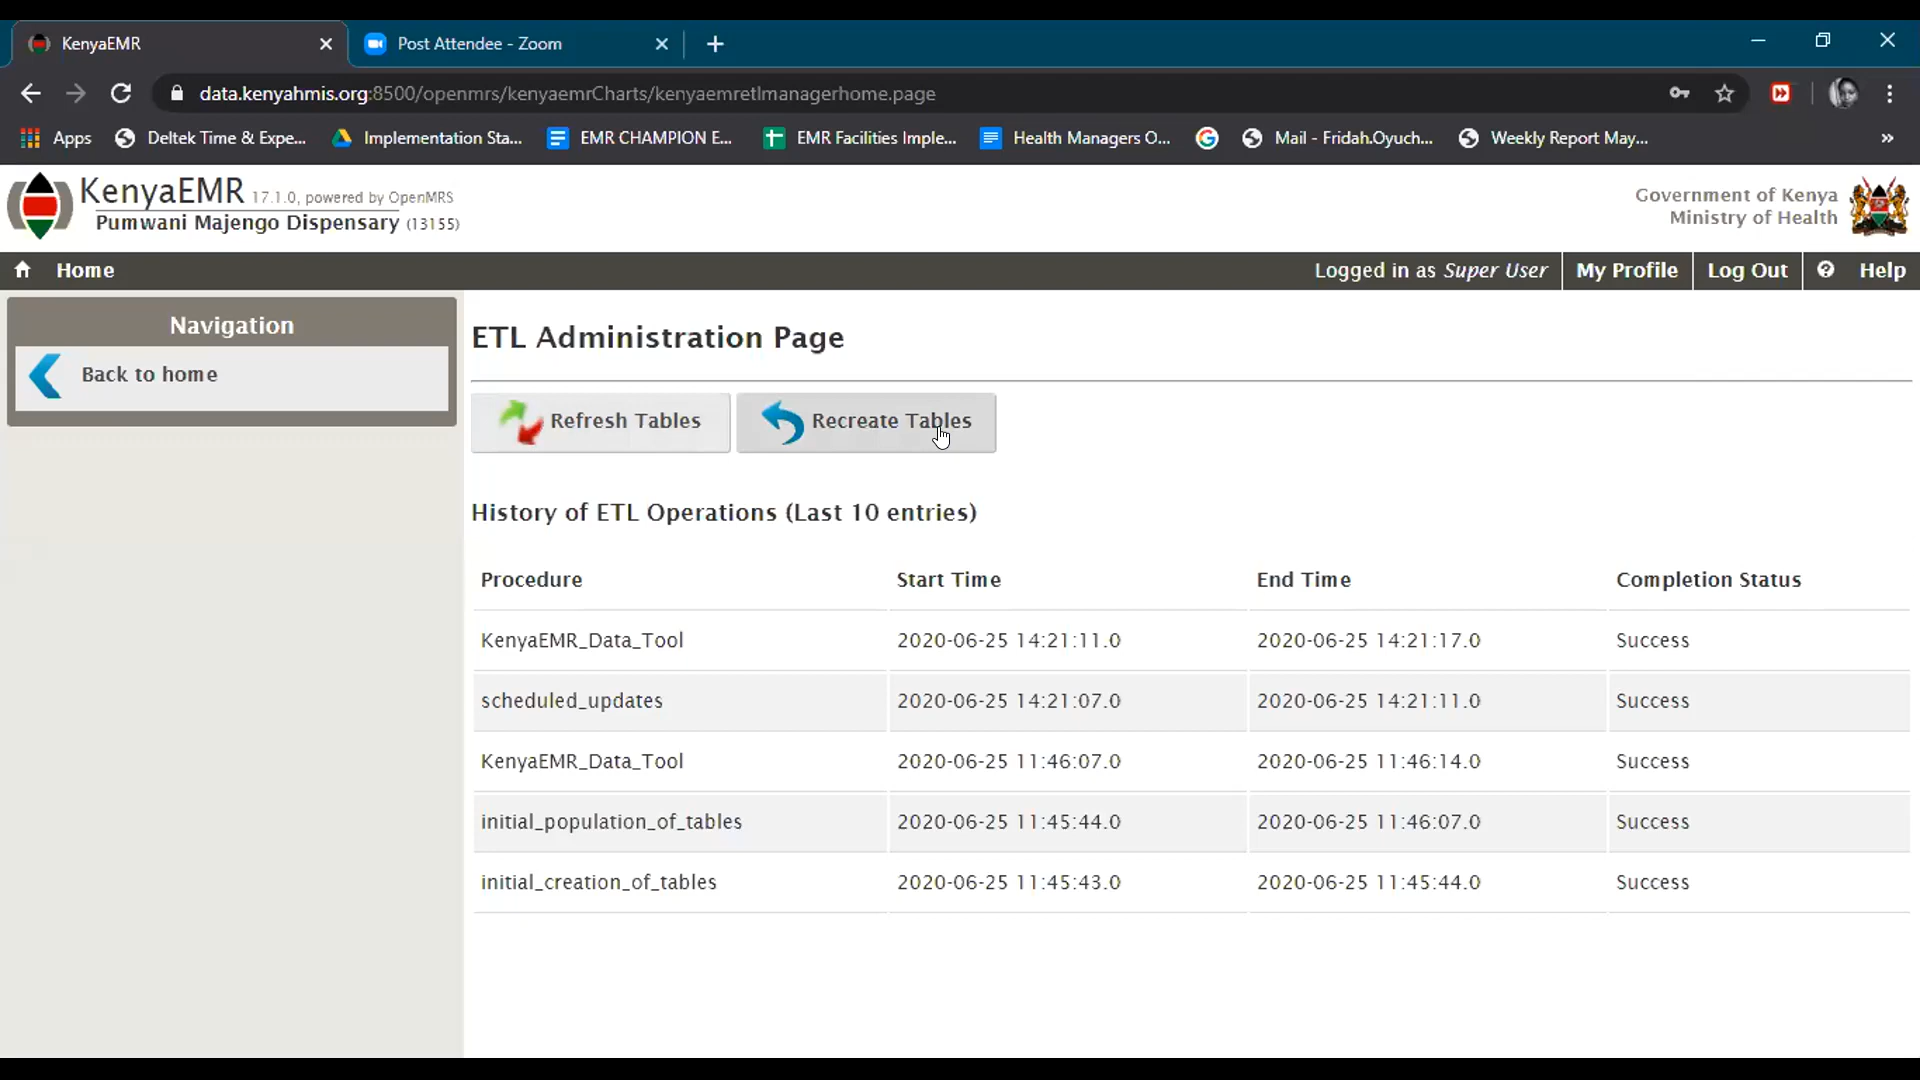 KenyaEMR
Post Attendee - Zoom
data.kenyahmis.org:8500/openmrs/kenyaemrCharts/kenyaemretlmanagerhome.page
Apps
Deltek Time & Expe...
Implementation Sta...
EMR CHAMPION E...
EMR Facilities Imple...
Health Managers O...
Mail - Fridah.Oyuch...
Weekly Report May...
»
KenyaEMR 17.1.0, powered by OpenMRS
Pumwani Majengo Dispensary (13155)
Government of Kenya
Ministry of Health
Home
Logged in as Super User
My Profile
Log Out
Help
Navigation
Back to home
ETL Administration Page
Refresh Tables
Recreate Tables
History of ETL Operations (Last 10 entries)
Procedure Start Time End Time Completion Status
KenyaEMR_Data_Tool 2020-06-25 14:21:11.0 2020-06-25 14:21:17.0 Success
scheduled_updates 2020-06-25 14:21:07.0 2020-06-25 14:21:11.0 Success
KenyaEMR_Data_Tool 2020-06-25 11:46:07.0 2020-06-25 11:46:14.0 Success
initial_population_of_tables 2020-06-25 11:45:44.0 2020-06-25 11:46:07.0 Success
initial_creation_of_tables 2020-06-25 11:45:43.0 2020-06-25 11:45:44.0 Success